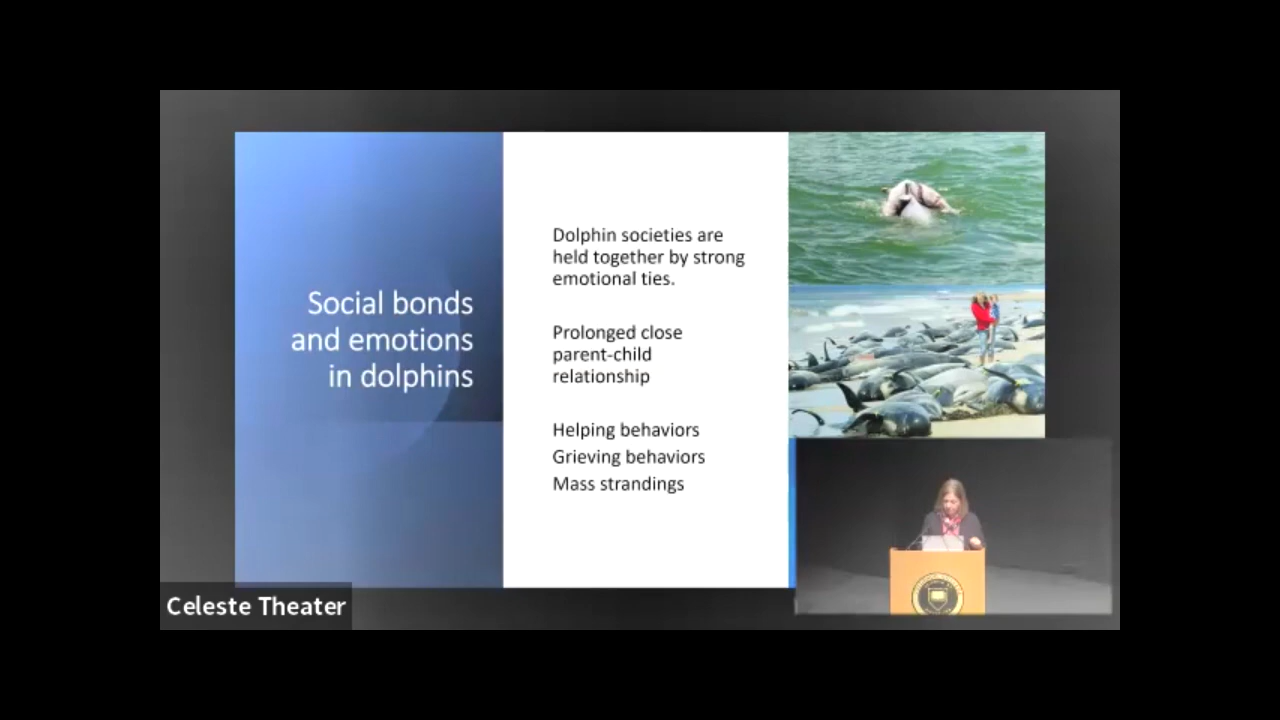 Social bonds
and emotions
in dolphins
Dolphin societies are
held together by strong
emotional ties.
Prolonged close
parent-child
relationship
Helping behaviors
Grieving behaviors
Mass strandings
Celeste Theater